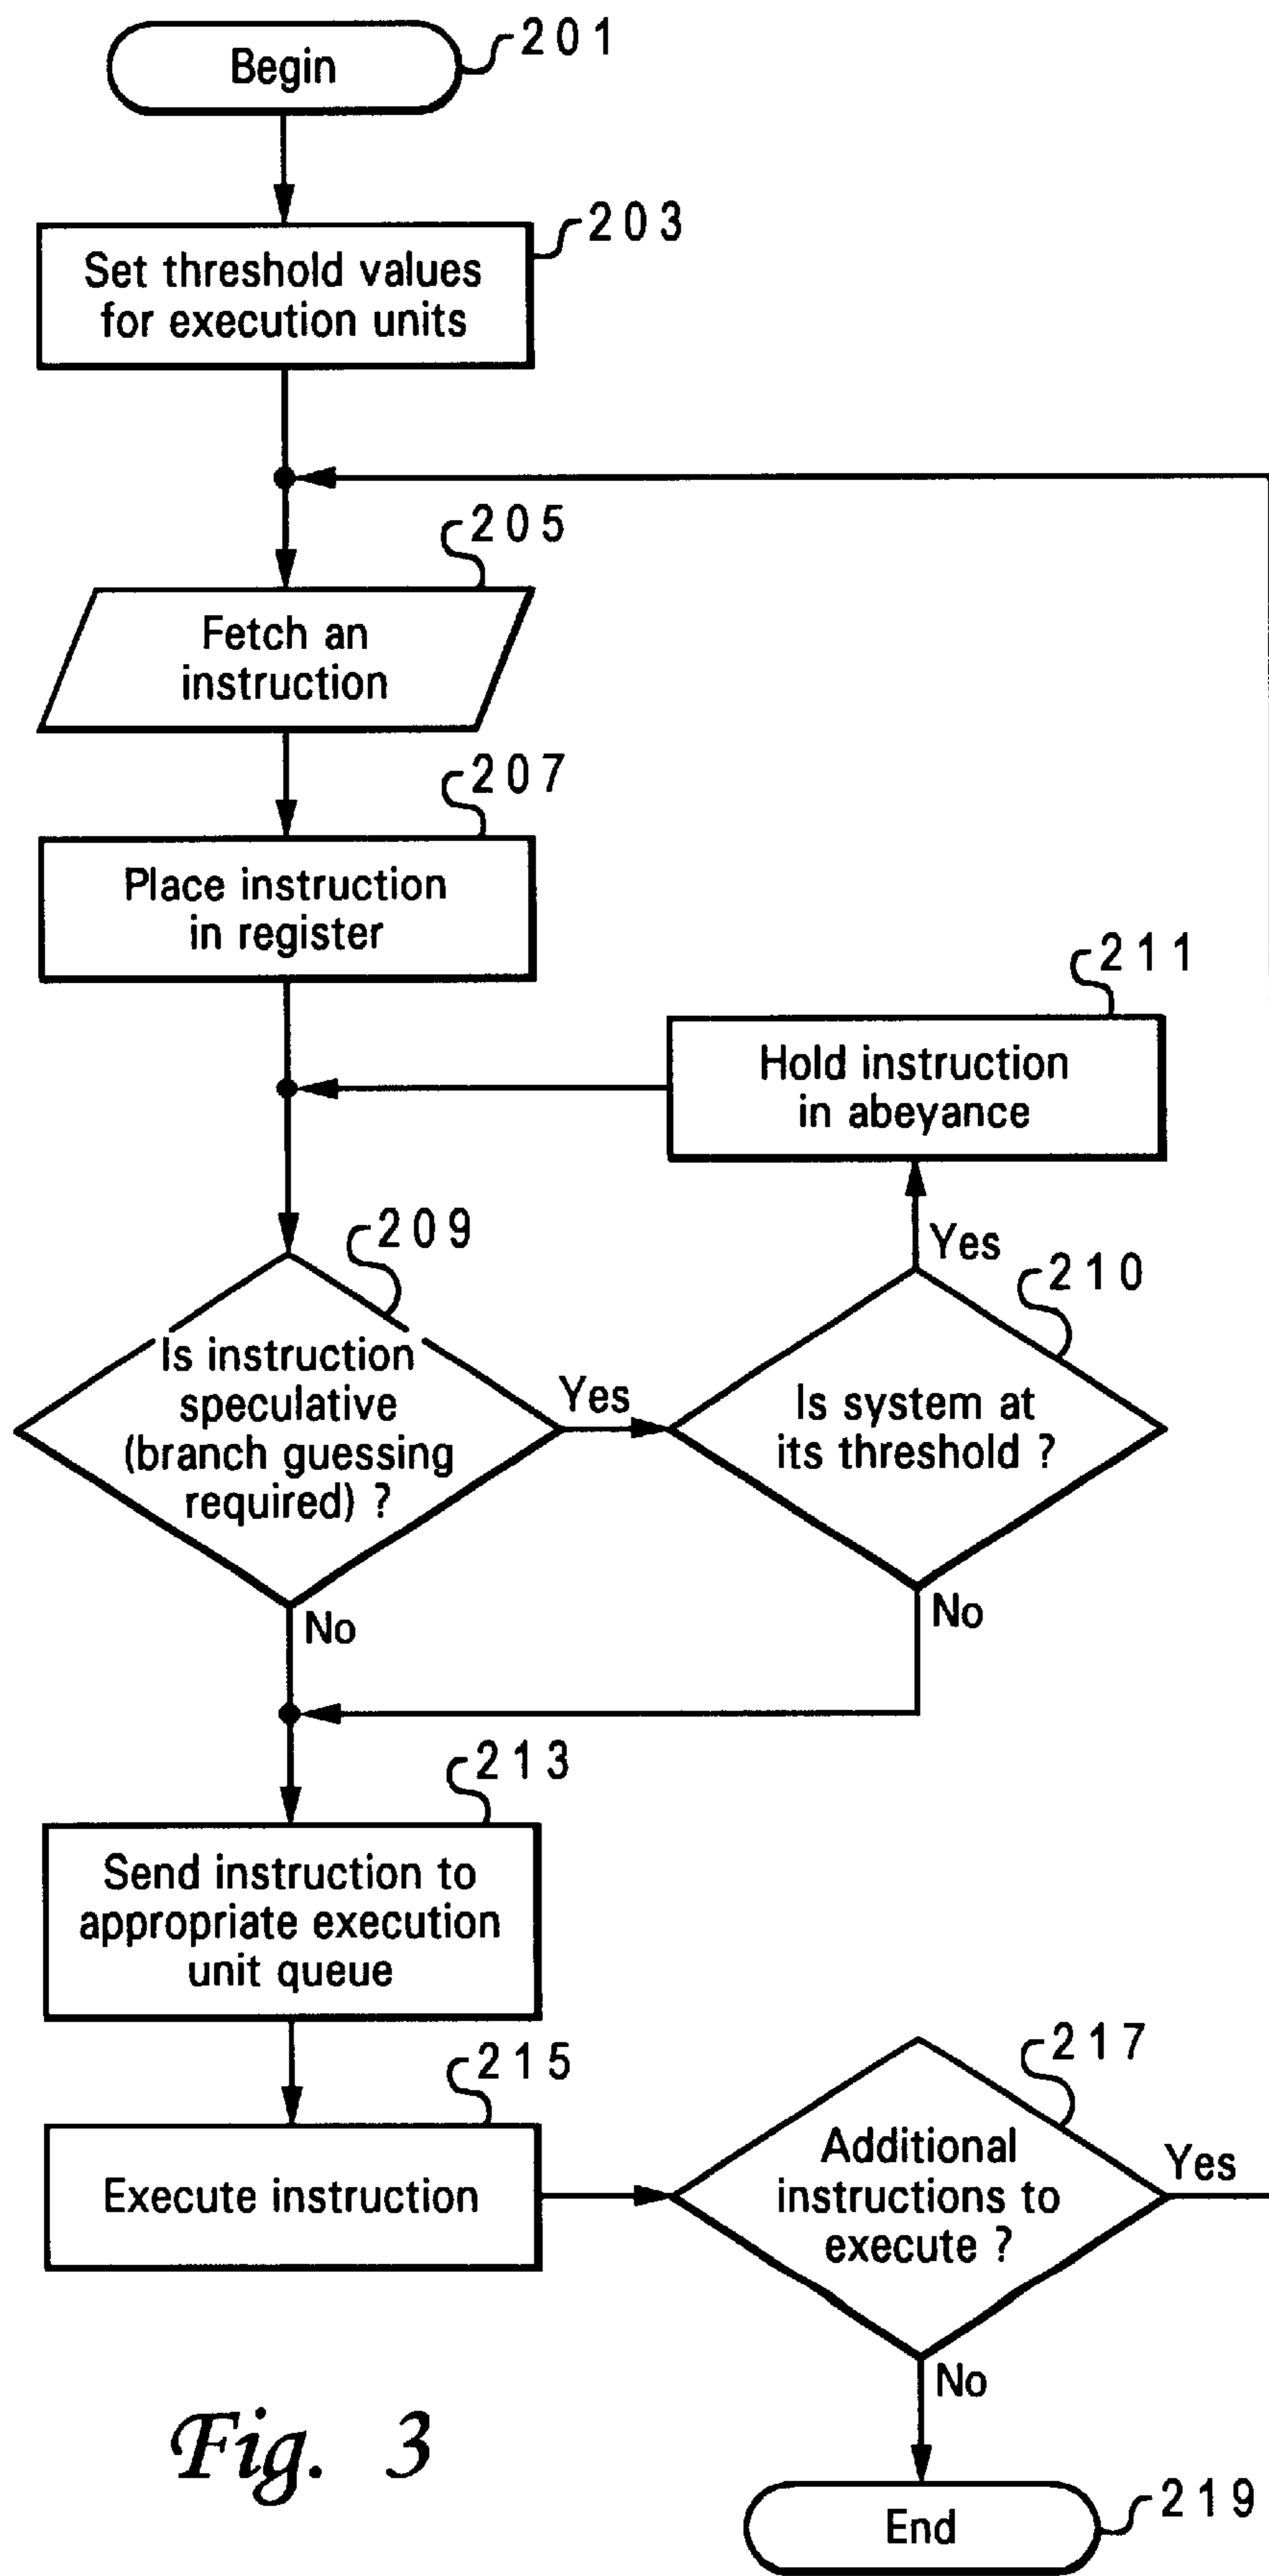 Begin
201
203
Set threshold values
for execution units
205
Fetch an
instruction
207
Place instruction
in register
211
Hold instruction
in abeyance
209
Yes
210
Is instruction
speculative
(branch guessing
required) ?
Yes
Is system at
its threshold ?
No
No
213
Send instruction to
appropriate execution
unit queue
215
Execute instruction
217
Additional
instructions to
execute ?
Yes
No
Fig. 3
End
219